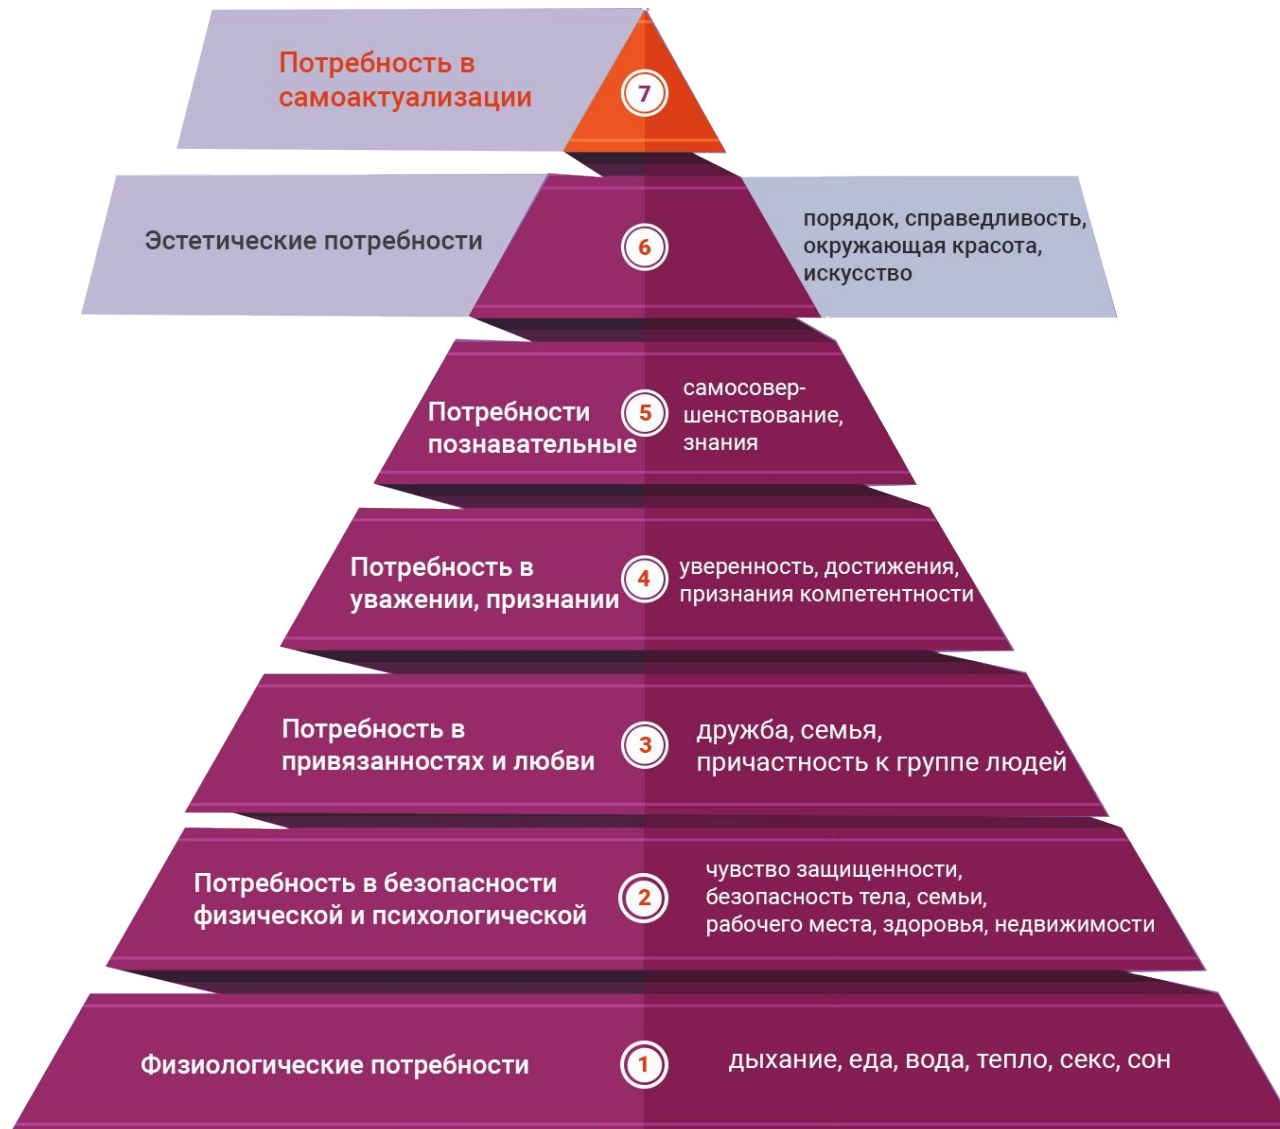 Потребность в
самоактуализации
7
Эстетические потребности
6
порядок, справедливость,
окружающая красота,
искусство
Потребности
познавательные
5
самосовер-
шенствование,
знания
Потребность в
уважении, признании
4
уверенность, достижения,
признания компетентности
Потребность в
привязанностях и любви
3
дружба, семья,
причастность к группе людей
Потребность в безопасности
физической и психологической
2
чувство защищенности,
безопасность тела, семьи,
рабочего места, здоровья, недвижимости
Физиологические потребности
1
дыхание, еда, вода, тепло, секс, сон